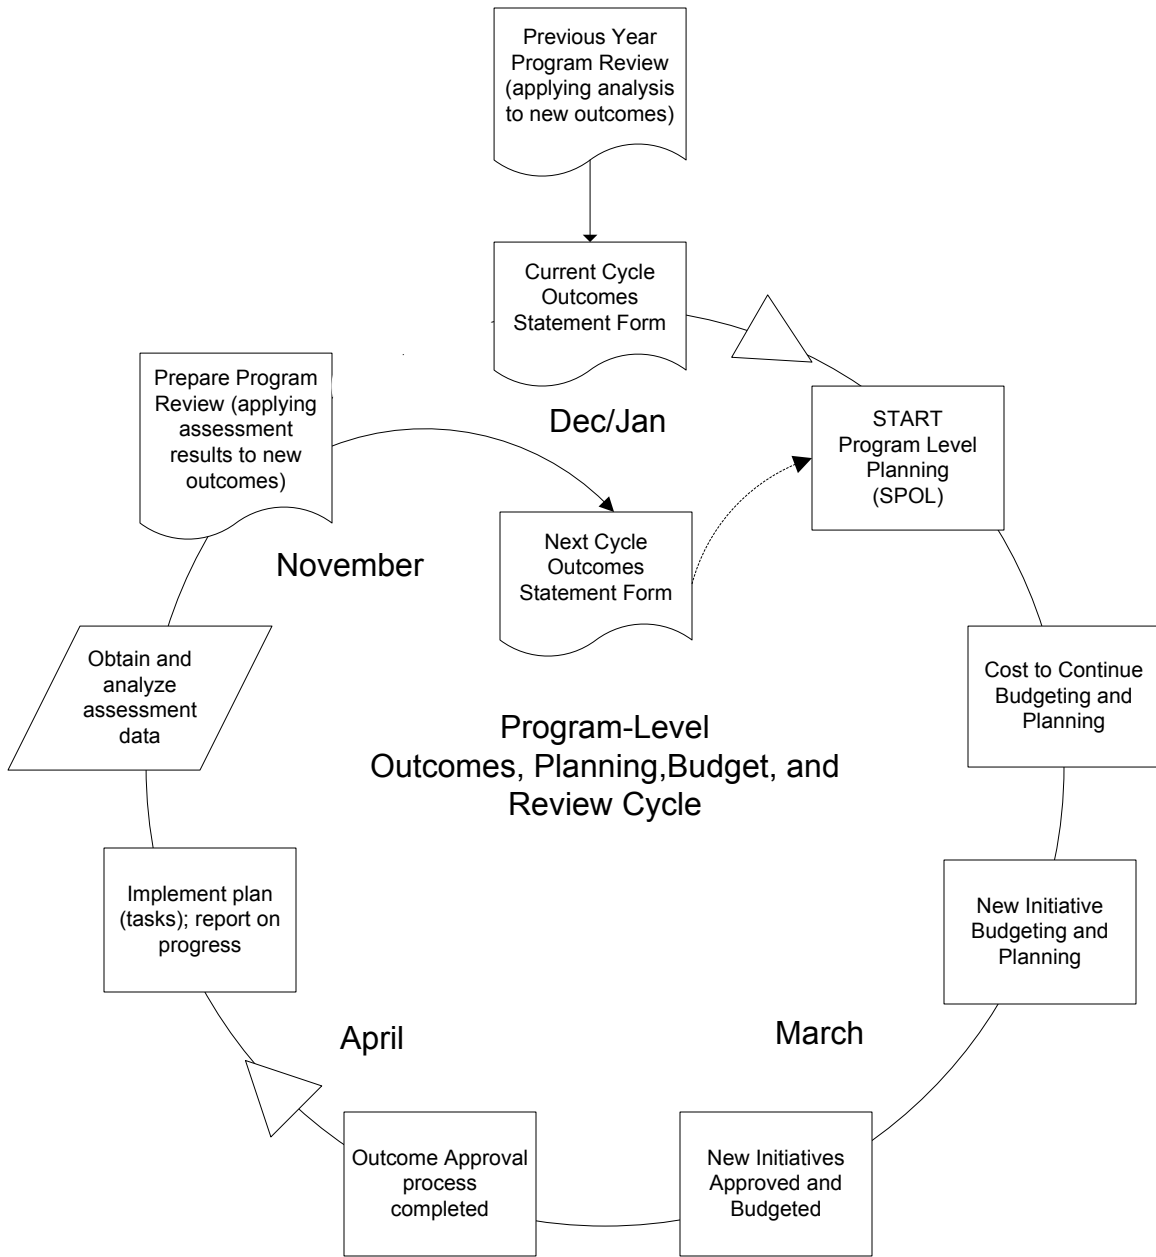 Previous Year
Program Review
(applying analysis
to new outcomes)
Current Cycle
Outcomes
Statement Form
Dec/Jan
START
Program Level
Planning
(SPOL)
Prepare Program
Review (applying
assessment
results to new
outcomes)
November
Next Cycle
Outcomes
Statement Form
Obtain and
analyze
assessment
data
Cost to Continue
Budgeting and
Planning
Program-Level
Outcomes, Planning,Budget, and
Review Cycle
Implement plan
(tasks); report on
progress
New Initiative
Budgeting and
Planning
April
March
Outcome Approval
process
completed
New Initiatives
Approved and
Budgeted